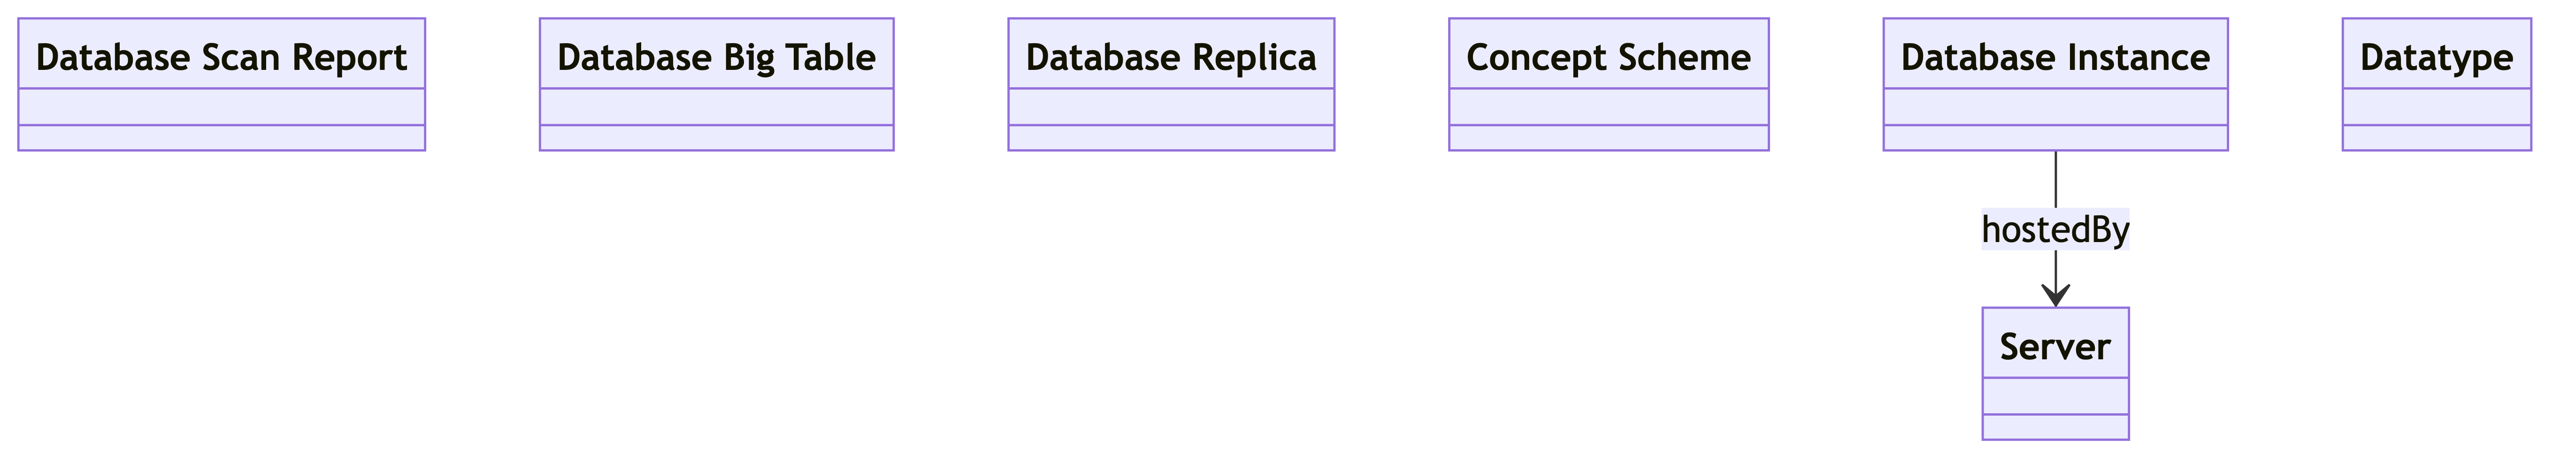 Database Scan Report
Database Big Table
Database Replica
Concept Scheme
Database Instance
Datatype
hostedBy
Server